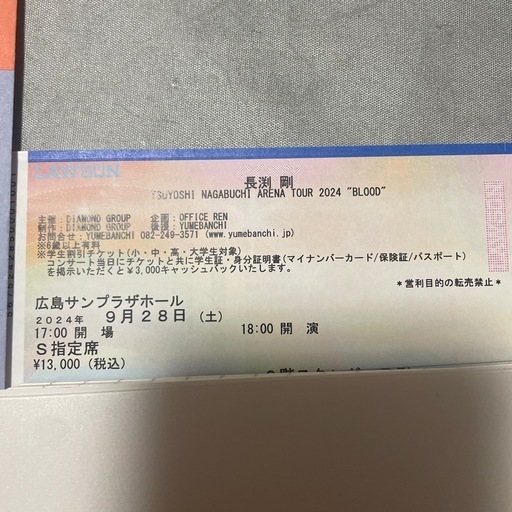 LAWSON
長渕 剛
TSUYOSHI NAGABUCHI ARENA TOUR 2024 "BLOOD"
主催：DIAMOND GROUP 企画：OFFICE REN
制作：DIAMOND GROUP 後援：YUMEBANCHI
お問合せ：YUMEBANCHI 082-249-3571 (www.yumebanchi.jp)
※6歳以上有料
※学生割引チケット(小・中・高・大学生対象)
コンサート当日にチケットと共に学生証・身分証明書(マイナンバーカード/保険証/パスポート)
を掲示いただくと¥3,000キャッシュバックいたします。
＊営利目的の転売禁止＊
広島サンプラザホール
2024年 9月28日（土）
17:00 開 場 18:00 開 演
S指定席
¥13,000（税込）